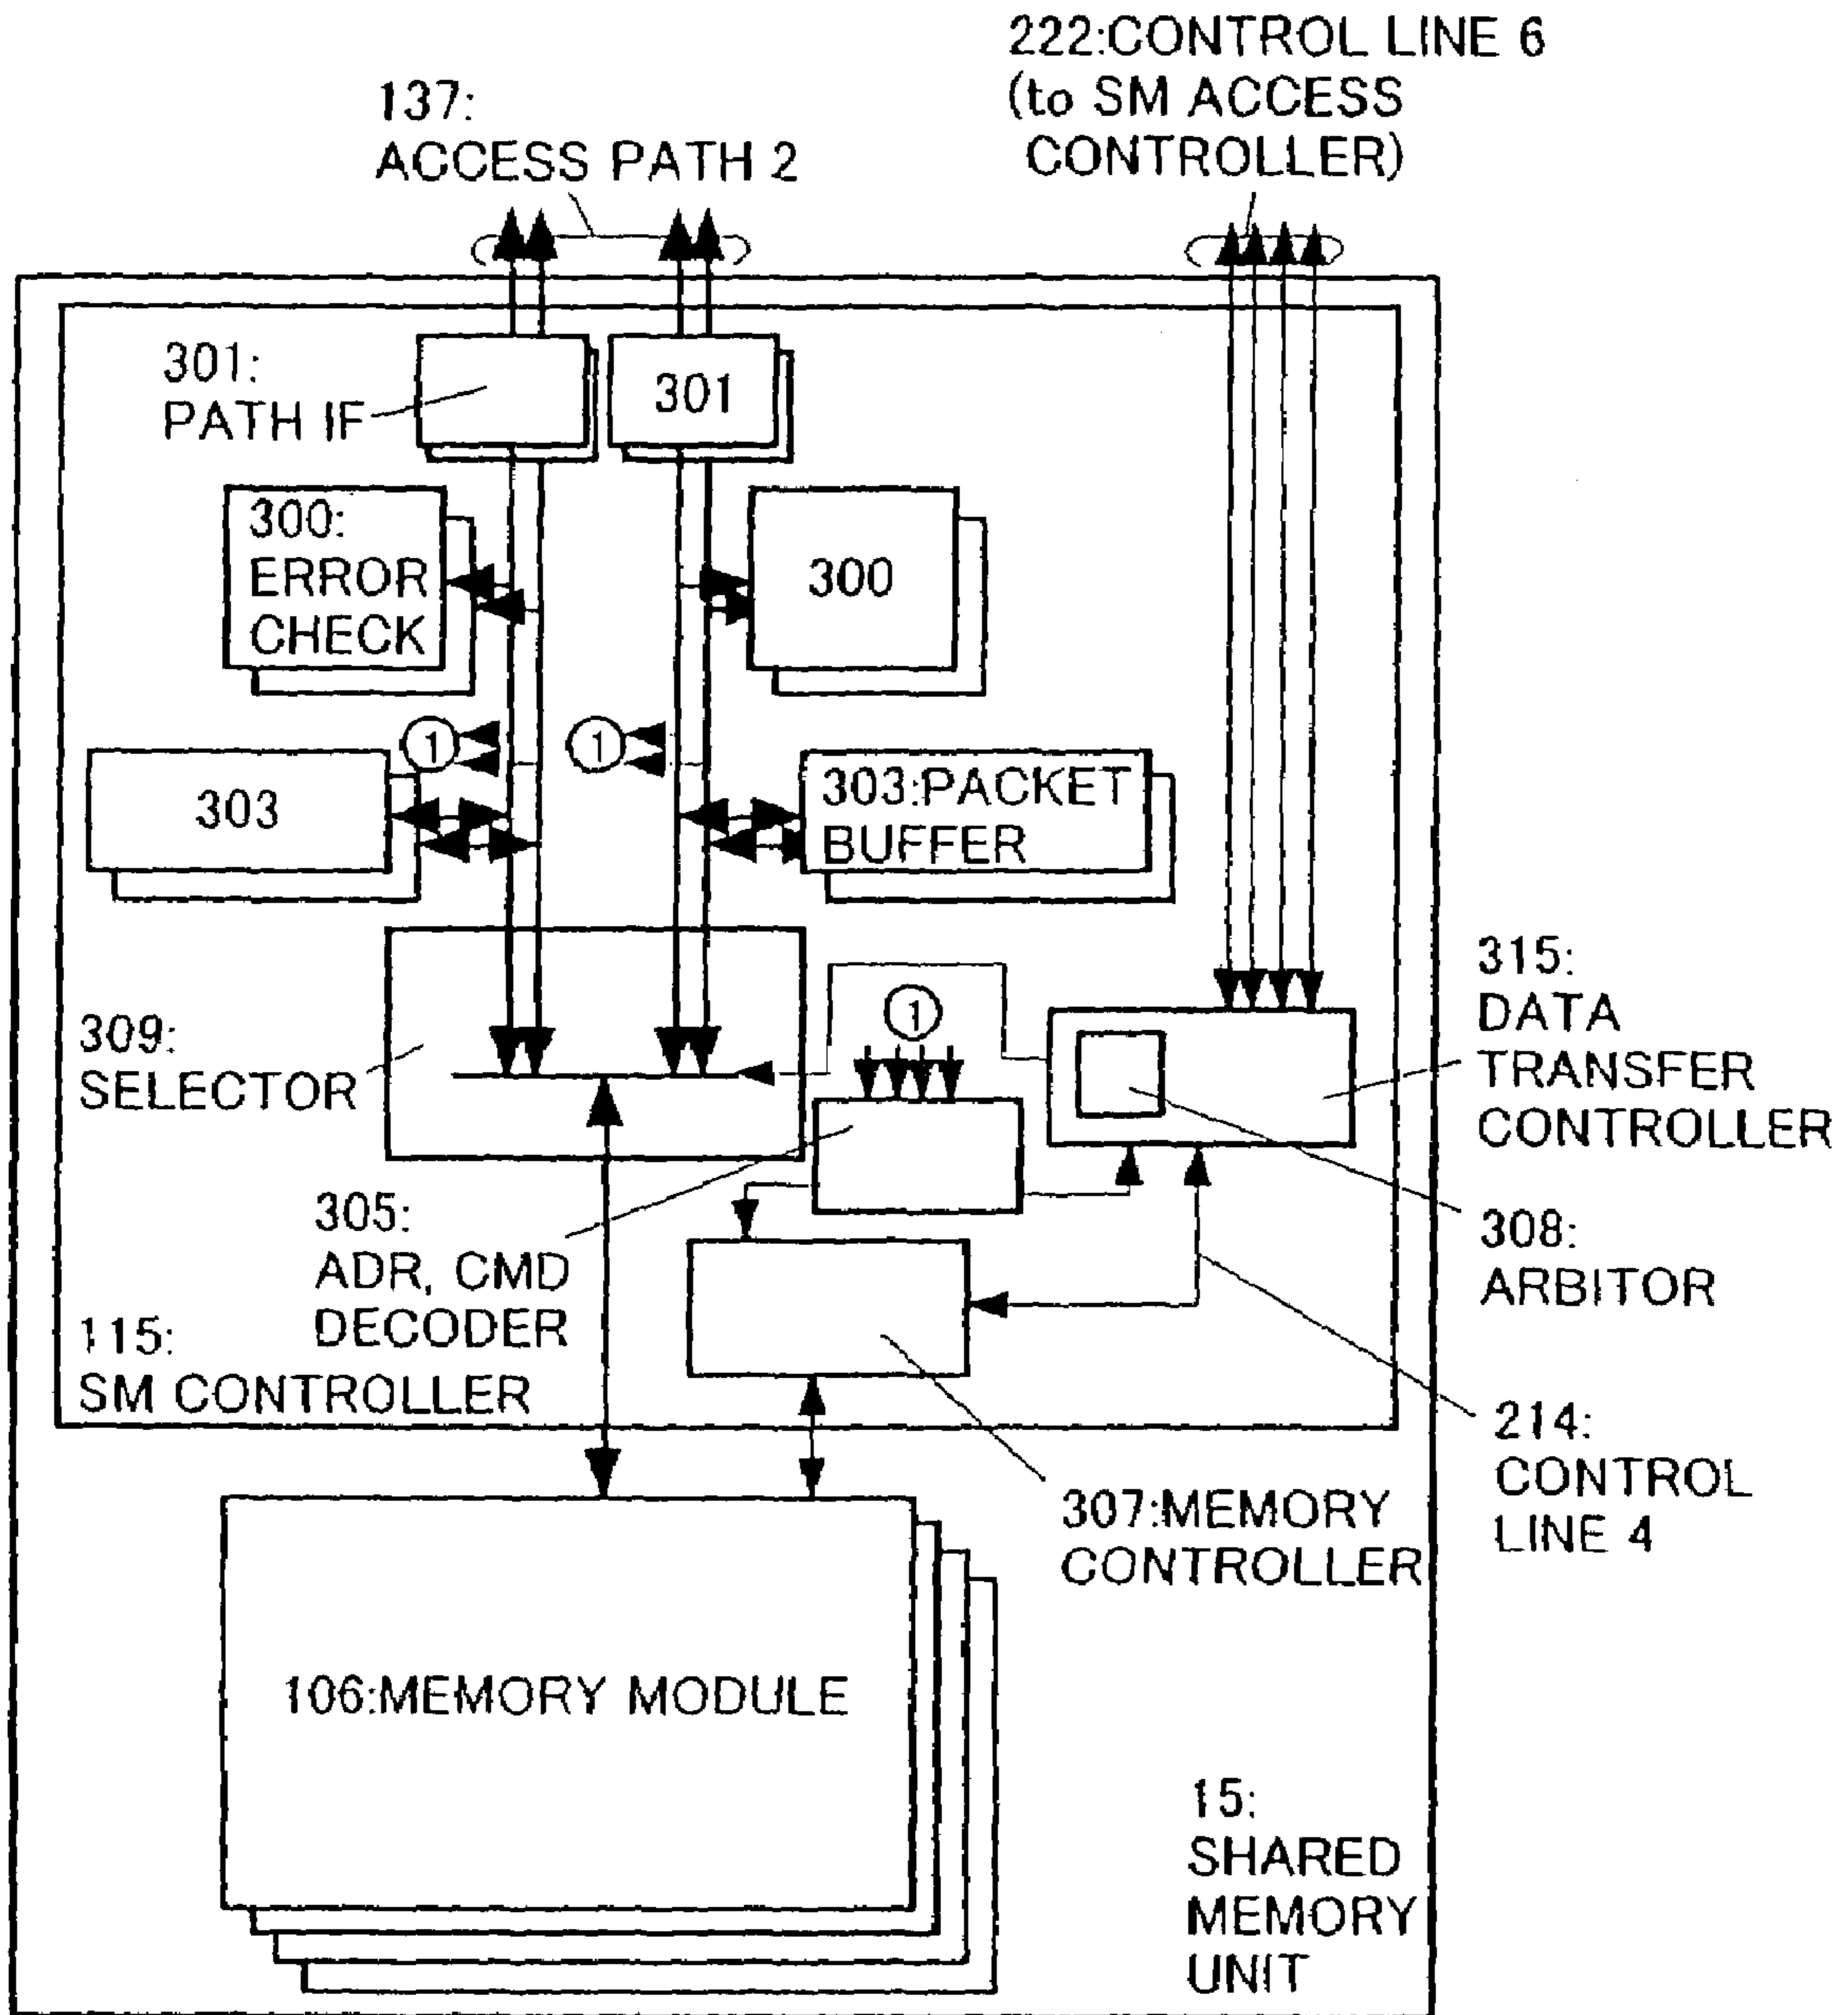 222:CONTROL LINE 6
(to SM ACCESS
CONTROLLER)
137:
ACCESS PATH 2
301:
PATH IF
301
300:
ERROR
CHECK
300
1
1
303
303:PACKET
BUFFER
309:
SELECTOR
1
315:
DATA
TRANSFER
CONTROLLER
305:
ADR, CMD
DECODER
308:
ARBITOR
115:
SM CONTROLLER
214:
CONTROL
LINE 4
307:MEMORY
CONTROLLER
106:MEMORY MODULE
15:
SHARED
MEMORY
UNIT